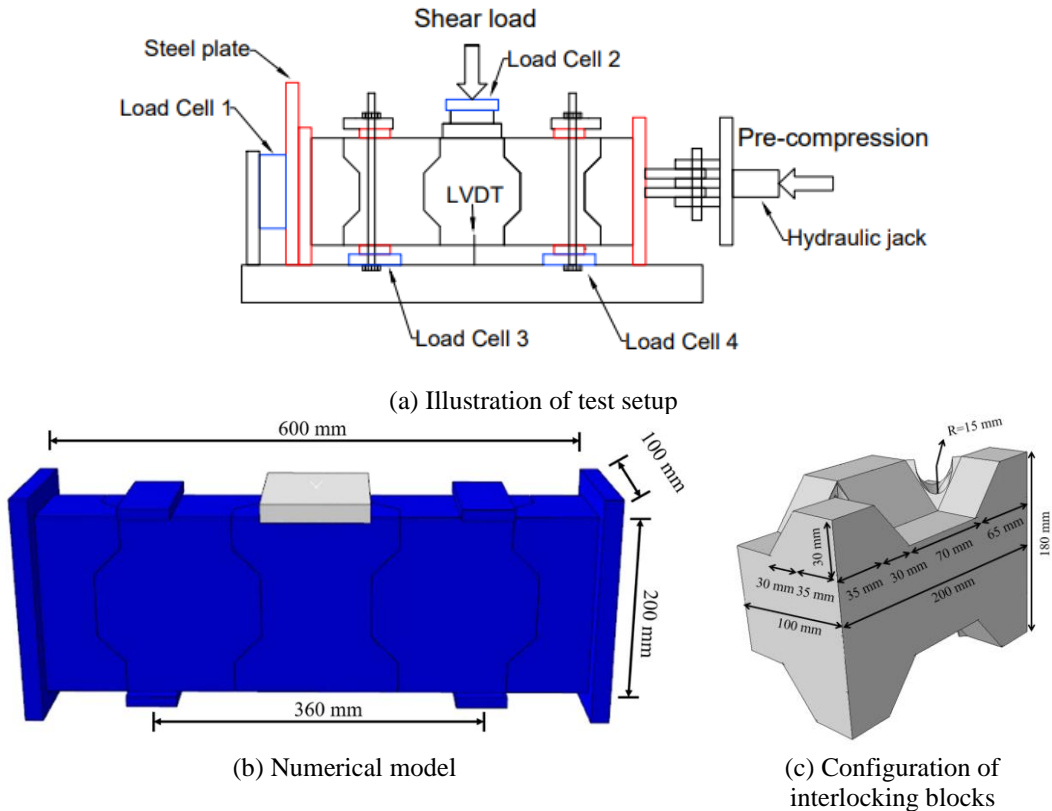 Shear load
Steel plate
Load Cell 2
Load Cell 1
Pre-compression
LVDT
Hydraulic jack
Load Cell 3
Load Cell 4
(a) Illustration of test setup
600 mm
100 mm
200 mm
360 mm
(b) Numerical model
R=15 mm
30 mm
180 mm
65 mm
70 mm
30 mm
35 mm
30 mm
35 mm
200 mm
100 mm
(c) Configuration of
interlocking blocks